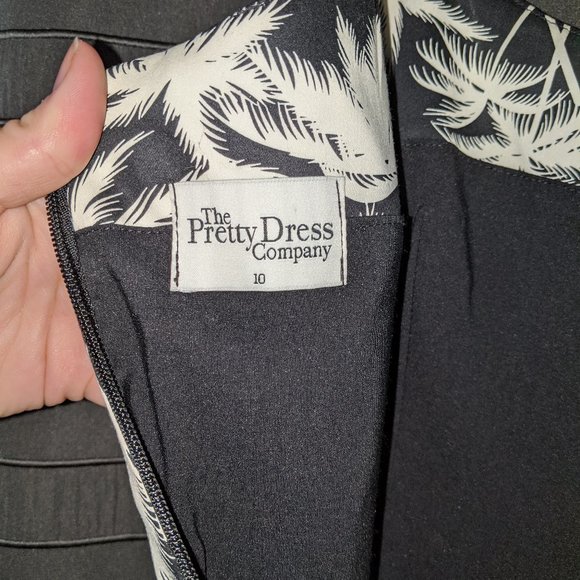 The
Pretty Dress
Company
10